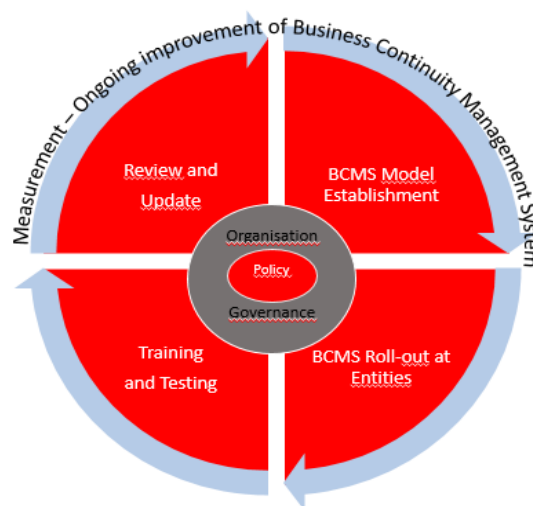 Measurement – Ongoing improvement of Business Continuity Management System
Review and
Update
BCMS Model
Establishment
Organisation
Policy
Governance
Training
and Testing
BCMS Roll-out at
Entities